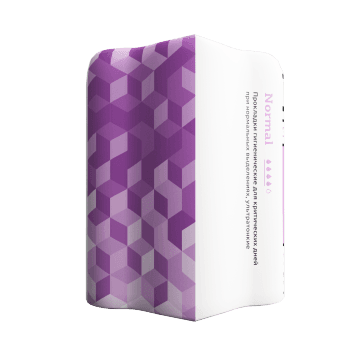 Normal
Прокладки гигиенические для критических дней
при нормальных выделениях, ультратонкие